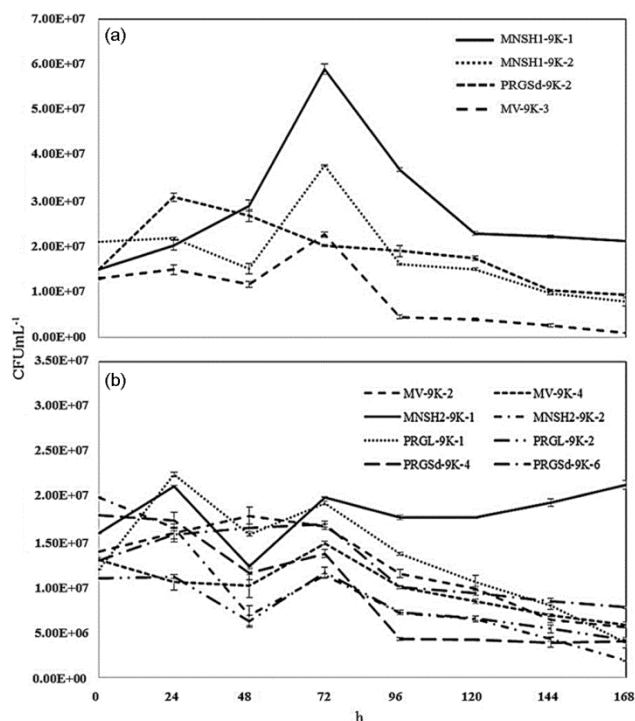 7.00E+07
(a)
6.00E+07
5.00E+07
4.00E+07
3.00E+07
2.00E+07
1.00E+07
0.00E+00
MNSH1-9K-1
MNSH1-9K-2
PRGSd-9K-2
MV-9K-3
CFUmL-1
3.50E+07
(b)
3.00E+07
2.50E+07
2.00E+07
1.50E+07
1.00E+07
5.00E+06
0.00E+00
MV-9K-2 MV-9K-4
MNSH2-9K-1 MNSH2-9K-2
PRGL-9K-1 PRGL-9K-2
PRGSd-9K-4 PRGSd-9K-6
0 24 48 72 96 120 144 168
h